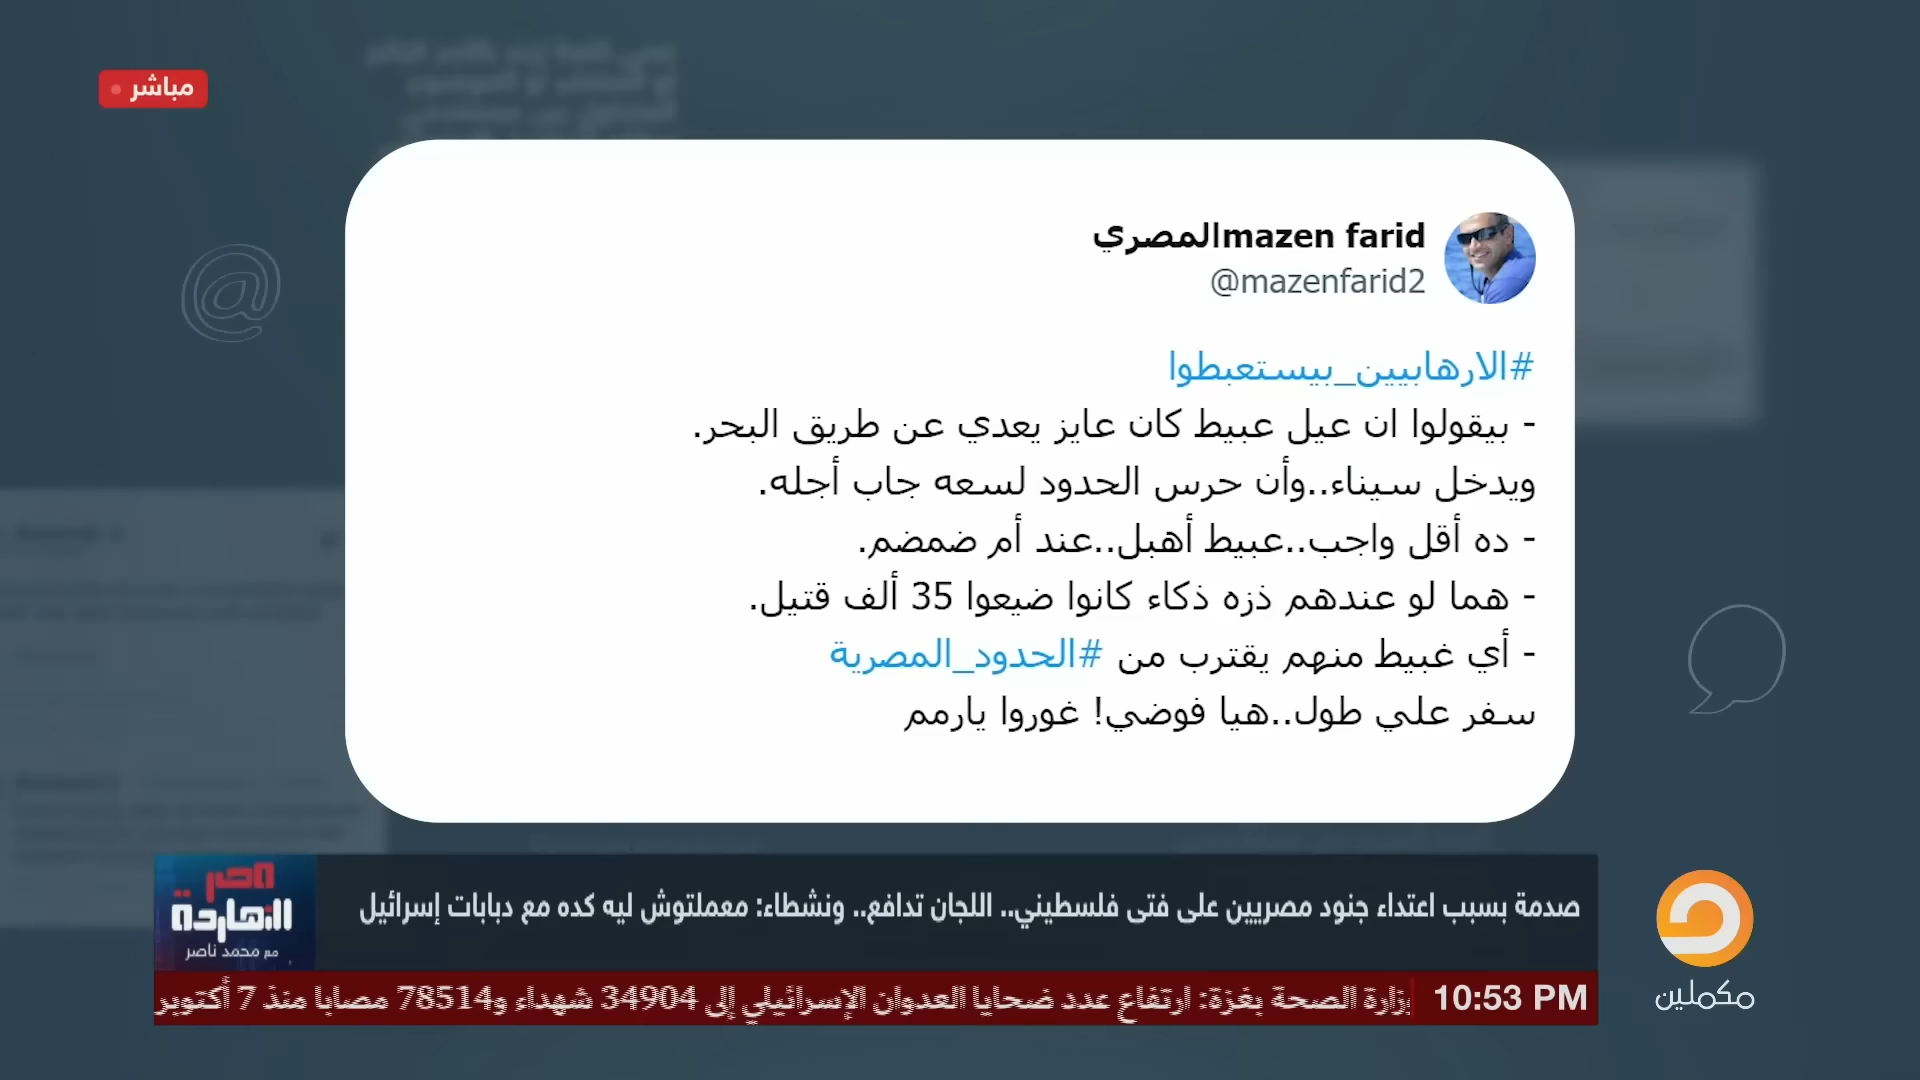 مباشر
mazen faridالمصري
@mazenfarid2
#الارهابيين_بيستعبطوا
- بيقولوا ان عيل عبيط كان عايز يعدي عن طريق البحر.
ويدخل سيناء..وأن حرس الحدود لسعه جاب أجله.
- ده أقل واجب..عبيط أهبل..عند أم ضمضم.
- هما لو عندهم ذزه ذكاء كانوا ضيعوا 35 ألف قتيل.
- أي غبيط منهم يقترب من #الحدود_المصرية
سفر علي طول..هيا فوضي! غوروا يارمم
مصر
النهاردة
مع محمد ناصر
صدمة بسبب اعتداء جنود مصريين على فتى فلسطيني.. اللجان تدافع.. ونشطاء: معملتوش ليه كده مع دبابات إسرائيل
10:53 PM
وزارة الصحة بغزة: ارتفاع عدد ضحايا العدوان الإسرائيلي إلى 34904 شهداء و78514 مصابا منذ 7 أكتوبر
مكملين